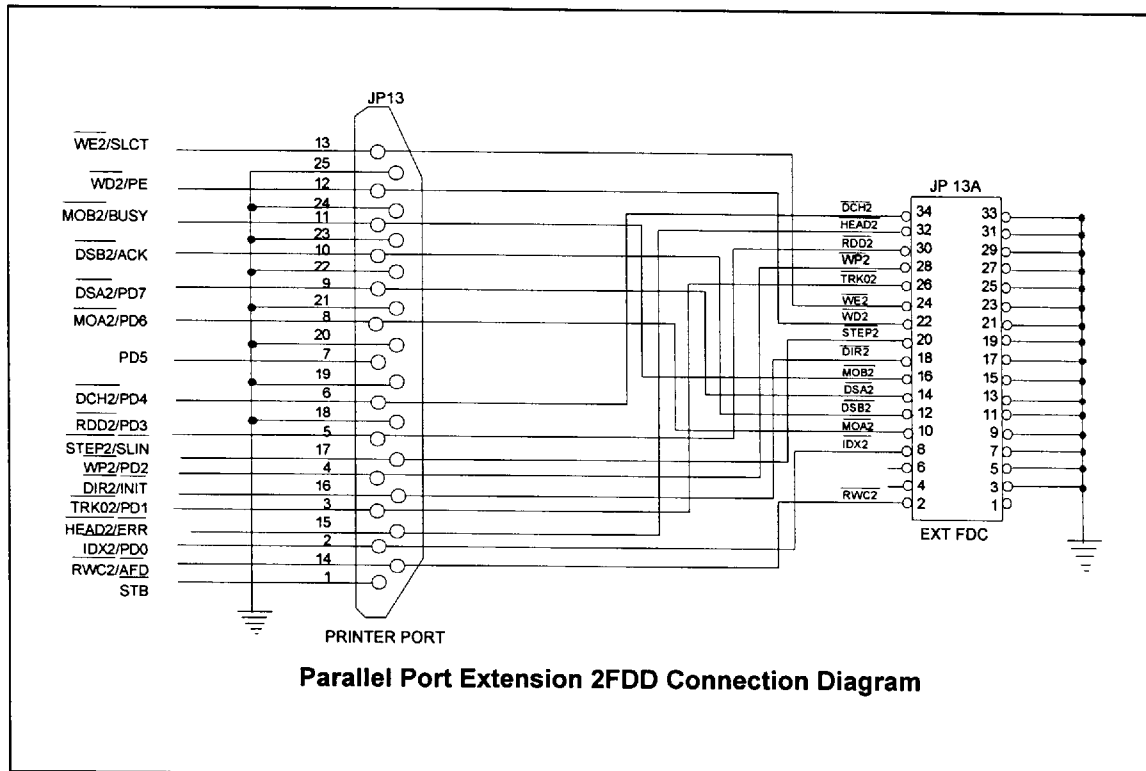 JP13
WE2/SLCT 13
25
WD2/PE 12
24
MOB2/BUSY 11
23
DSB2/ACK 10
22
DSA2/PD7 9
21
MOA2/PD6 8
20
PD5 7
19
DCH2/PD4 6
18
RDD2/PD3 5
STEP2/SLIN 17
WP2/PD2 4
DIR2/INIT 16
TRK02/PD1 3
HEAD2/ERR 15
IDX2/PD0 2
RWC2/AFD 14
STB 1
PRINTER PORT
JP 13A
DCH2 34 33
HEAD2 32 31
RDD2 30 29
WP2 28 27
TRK02 26 25
WE2 24 23
WD2 22 21
STEP2 20 19
DIR2 18 17
MOB2 16 15
DSA2 14 13
DSB2 12 11
MOA2 10 9
IDX2 8 7
6 5
4 3
RWC2 2 1
EXT FDC
Parallel Port Extension 2FDD Connection Diagram